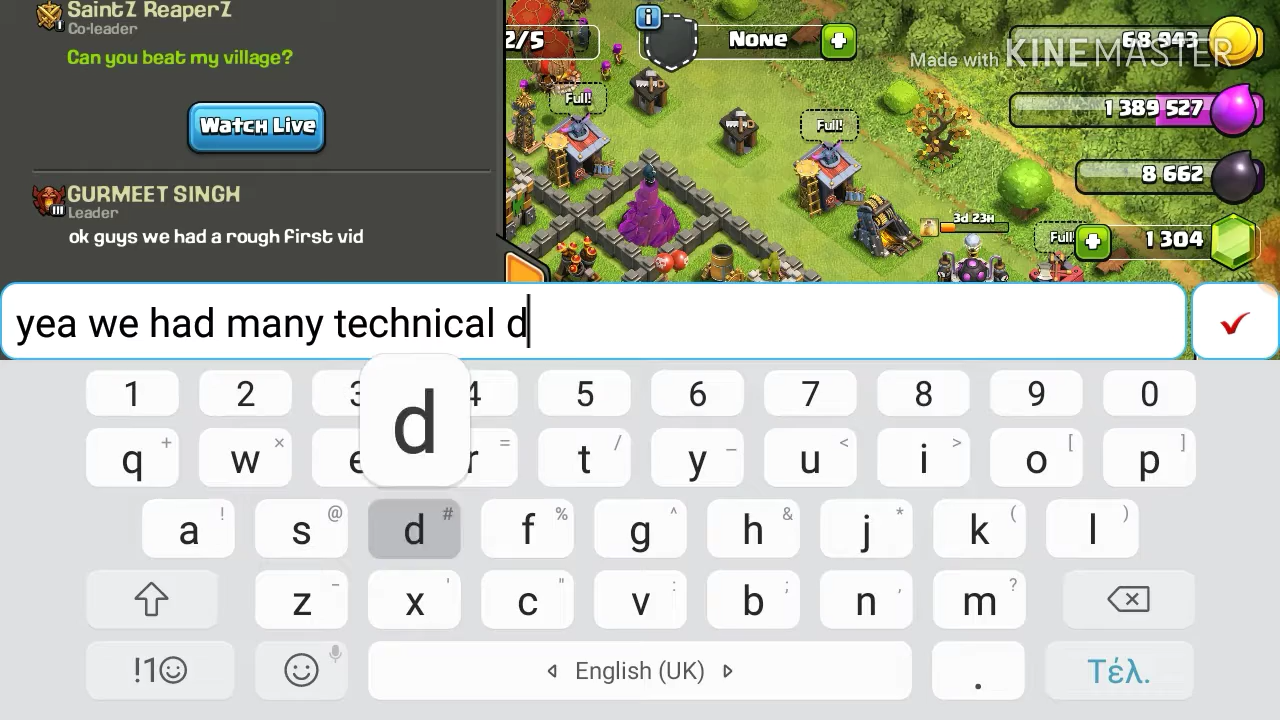 SaintZ ReaperZ
Co-leader
Can you beat my village?
Watch Live
GURMEET SINGH
Leader
ok guys we had a rough first vid
2/5
None
68 943
Made with KINEMASTER
Full!
Full!
1 389 527
8 662
3d 23H
Full!
1 304
yea we had many technical d
1 2 3 4 5 6 7 8 9 0
q + w × e r = t / y _ u < i > o [ p ]
d
a ! s @ d # f % g ^ h & j * k ( l )
z - x ' c " v : b ; n , m ?
!1 English (UK) . Τέλ.